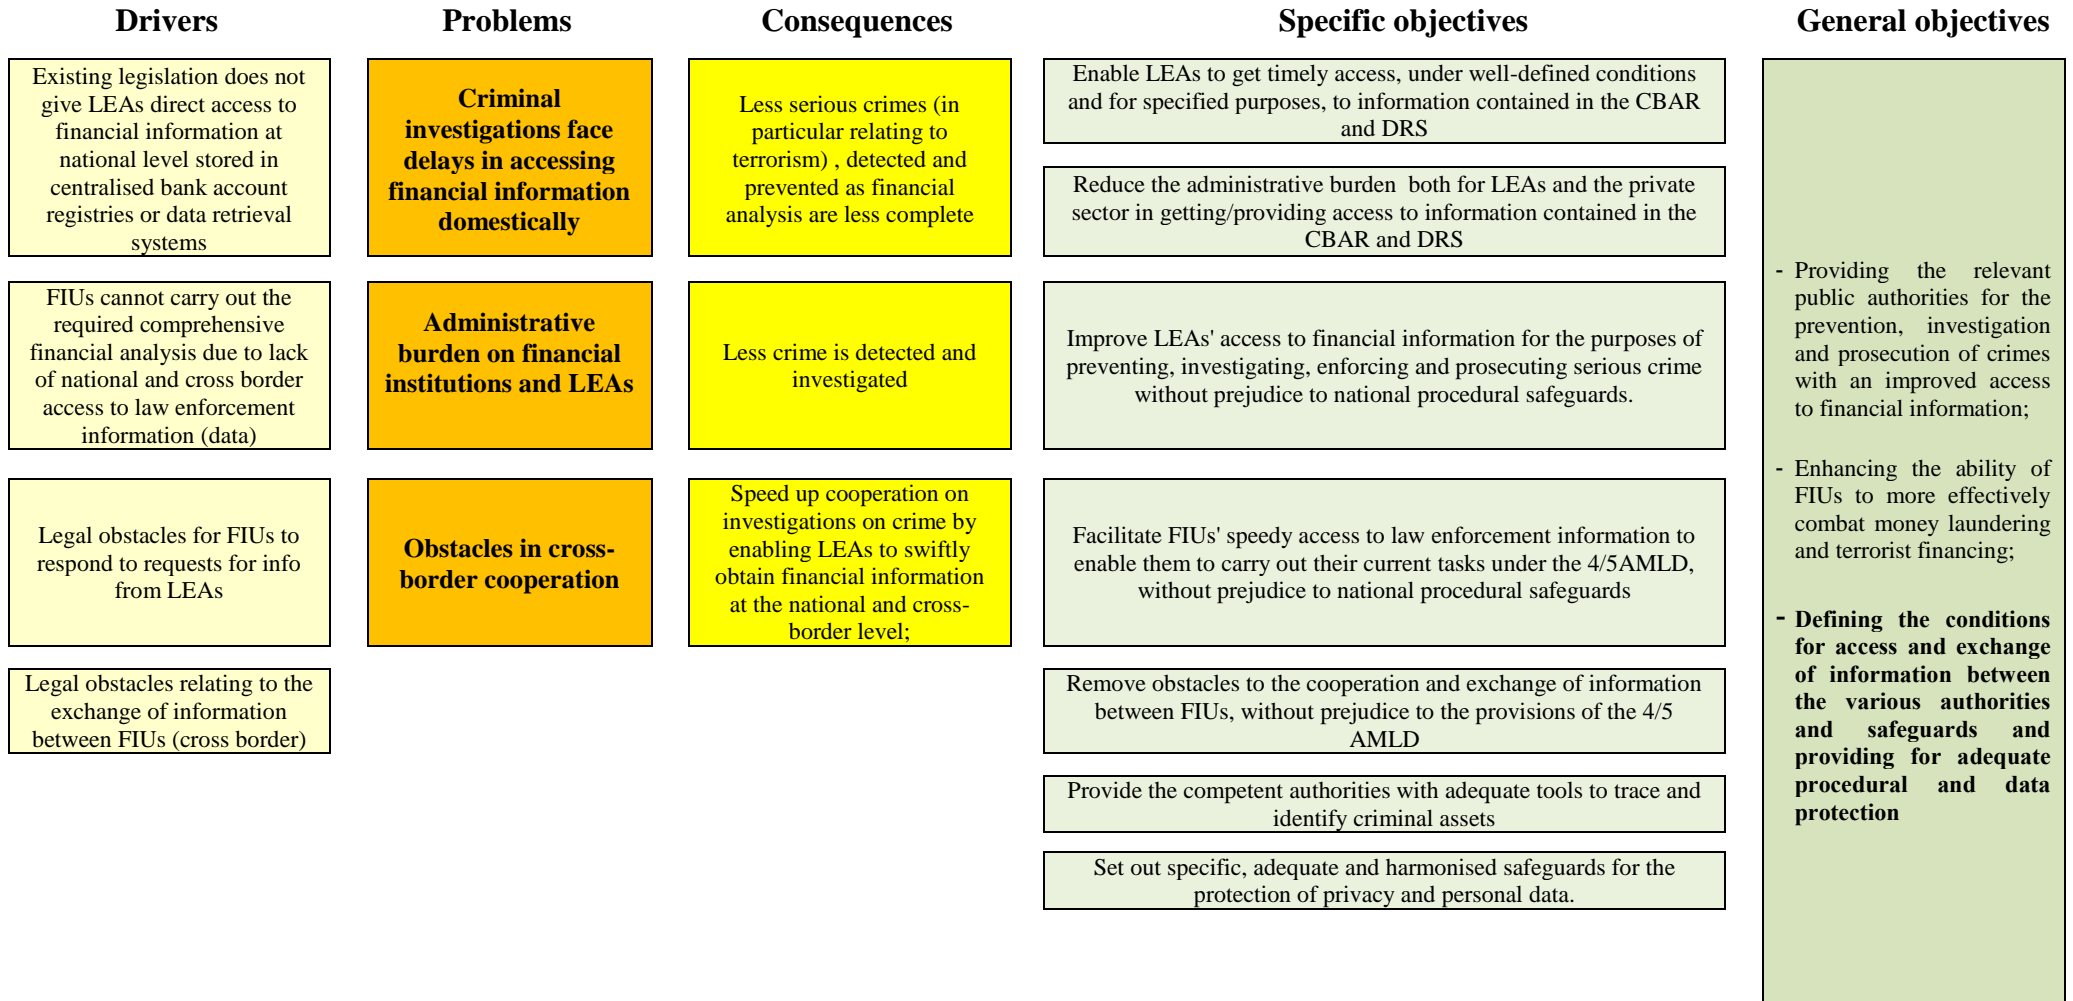 Drivers
Problems
Consequences
Specific objectives
General objectives
Existing legislation does not
give LEAs direct access to
financial information at
national level stored in
centralised bank account
registries or data retrieval
systems
FIUs cannot carry out the
required comprehensive
financial analysis due to lack
of national and cross border
access to law enforcement
information (data)
Legal obstacles for FIUs to
respond to requests for info
from LEAs
Legal obstacles relating to the
exchange of information
between FIUs (cross border)
Criminal
investigations face
delays in accessing
financial information
domestically
Administrative
burden on financial
institutions and LEAs
Obstacles in cross-
border cooperation
Less serious crimes (in
particular relating to
terrorism) , detected and
prevented as financial
analysis are less complete
Less crime is detected and
investigated
Speed up cooperation on
investigations on crime by
enabling LEAs to swiftly
obtain financial information
at the national and cross-
border level;
Enable LEAs to get timely access, under well-defined conditions
and for specified purposes, to information contained in the CBAR
and DRS
Reduce the administrative burden  both for LEAs and the private
sector in getting/providing access to information contained in the
CBAR and DRS
Improve LEAs' access to financial information for the purposes of
preventing, investigating, enforcing and prosecuting serious crime
without prejudice to national procedural safeguards.
Facilitate FIUs' speedy access to law enforcement information to
enable them to carry out their current tasks under the 4/5AMLD,
without prejudice to national procedural safeguards
Remove obstacles to the cooperation and exchange of information
between FIUs, without prejudice to the provisions of the 4/5
AMLD
Provide the competent authorities with adequate tools to trace and
identify criminal assets
Set out specific, adequate and harmonised safeguards for the
protection of privacy and personal data.
- Providing the relevant
public authorities for the
prevention, investigation
and prosecution of crimes
with an improved access
to financial information;
- Enhancing the ability of
FIUs to more effectively
combat money laundering
and terrorist financing;
- Defining the conditions
for access and exchange
of information between
the various authorities
and safeguards and
providing for adequate
procedural and data
protection